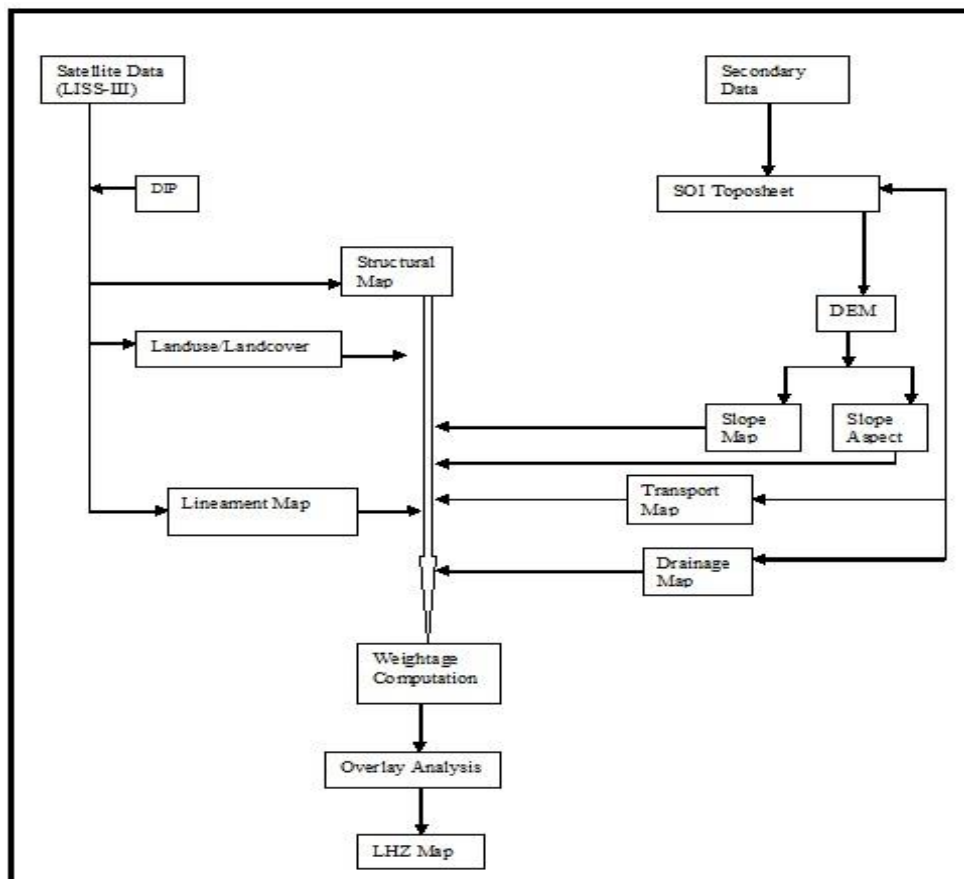 Satellite Data
(LISS-III)
Secondary
Data
DIP
SOI Toposheet
Structural
Map
DEM
Landuse/Landcover
Slope
Map
Slope
Aspect
Lineament Map
Transport
Map
Drainage
Map
Weightage
Computation
Overlay Analysis
LHZ Map